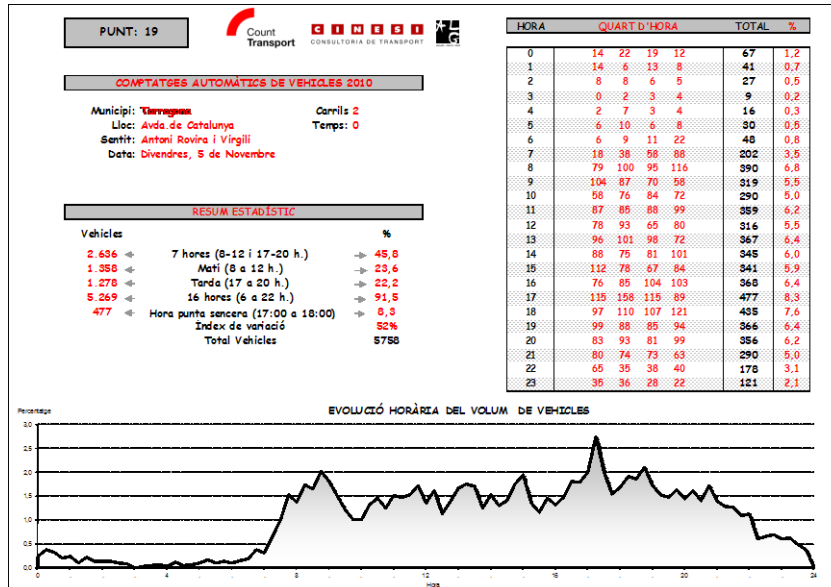 PUNT: 19
Count
Transport
CINESI
CONSULTORIA DE TRANSPORT
COMPTATGES AUTOMÀTICS DE VEHICLES 2010
Municipi: Tarragona Carrils 2
Lloc: Avda.de Catalunya Temps: 0
Sentit: Antoni Rovira i Virgili
Data: Divendres, 5 de Novembre
RESUM ESTADÍSTIC
Vehicles %
2.636 7 hores (8-12 i 17-20 h.) 45,8
1.358 Matí (8 a 12 h.) 23,6
1.278 Tarda (17 a 20 h.) 22,2
5.269 16 hores (6 a 22 h.) 91,5
477 Hora punta sencera (17:00 a 18:00) 8,3
Índex de variació 52%
Total Vehicles 5758
HORA QUART D'HORA TOTAL %
0 14 22 19 12 67 1,2
1 14 6 13 8 41 0,7
2 8 8 6 5 27 0,5
3 0 2 3 4 9 0,2
4 2 7 3 4 16 0,3
5 6 10 6 8 30 0,5
6 6 9 11 22 48 0,8
7 18 38 58 88 202 3,5
8 79 100 95 116 390 6,8
9 104 87 70 58 319 5,5
10 58 76 84 72 290 5,0
11 87 85 88 99 359 6,2
12 78 93 65 80 316 5,5
13 96 101 98 72 367 6,4
14 88 75 81 101 345 6,0
15 112 78 67 84 341 5,9
16 76 85 104 103 368 6,4
17 115 158 115 89 477 8,3
18 97 110 107 121 435 7,6
19 99 88 85 94 366 6,4
20 83 93 81 99 356 6,2
21 80 74 73 63 290 5,0
22 65 35 38 40 178 3,1
23 35 36 28 22 121 2,1
EVOLUCIÓ HORÀRIA DEL VOLUM DE VEHICLES
Percentatge
3,0
2,5
2,0
1,5
1,0
0,5
0,0
0 4 8 12 16 20 24
Hora